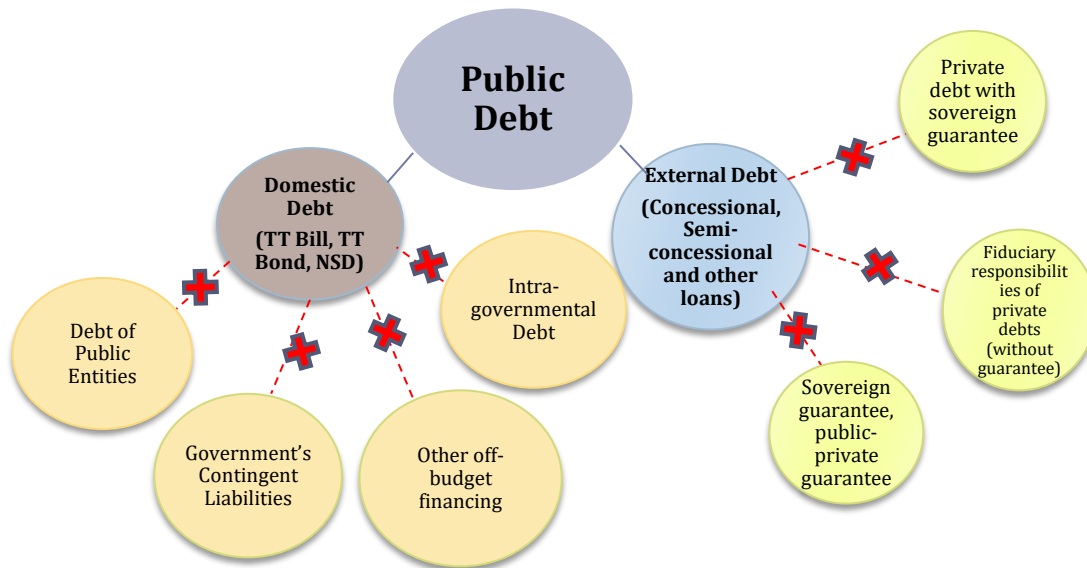 Public
Debt
Domestic
Debt
(TT Bill, TT
Bond, NSD)
External Debt
(Concessional,
Semi-
concessional
and other
loans)
Debt of
Public
Entities
Government’s
Contingent
Liabilities
Other off-
budget
financing
Intra-
governmental
Debt
Private
debt with
sovereign
guarantee
Fiduciary
responsibilit
ies of
private
debts
(without
guarantee)
Sovereign
guarantee,
public-
private
guarantee